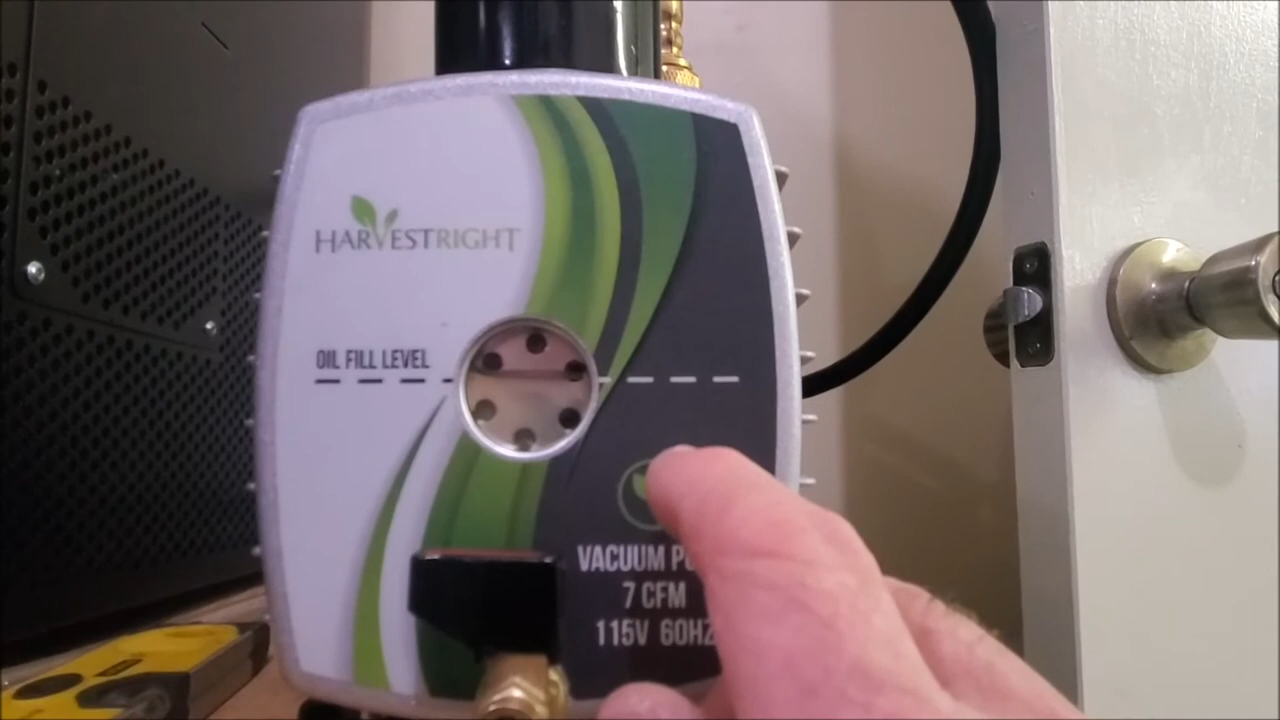 HARVESTRIGHT
OIL FILL LEVEL
VACUUM
7 CFM
115V 60HZ